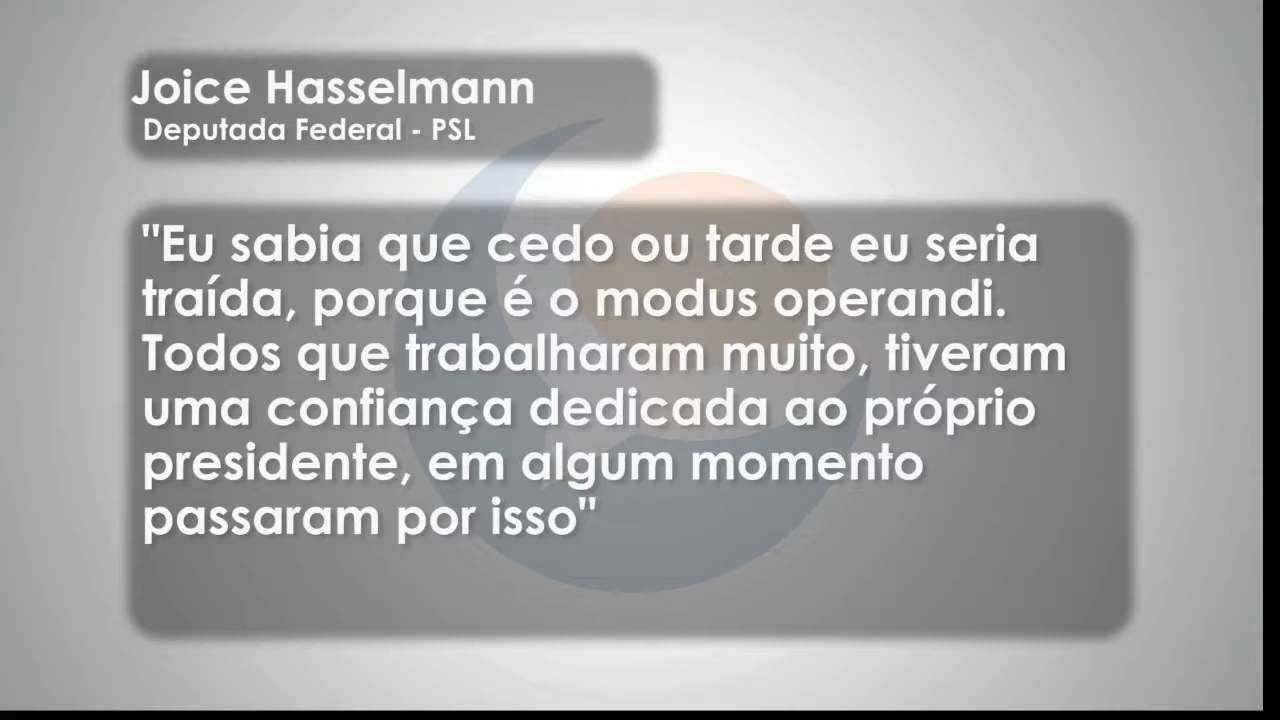 Joice Hasselmann
Deputada Federal - PSL
"Eu sabia que cedo ou tarde eu seria
traída, porque é o modus operandi.
Todos que trabalharam muito, tiveram
uma confiança dedicada ao próprio
presidente, em algum momento
passaram por isso"